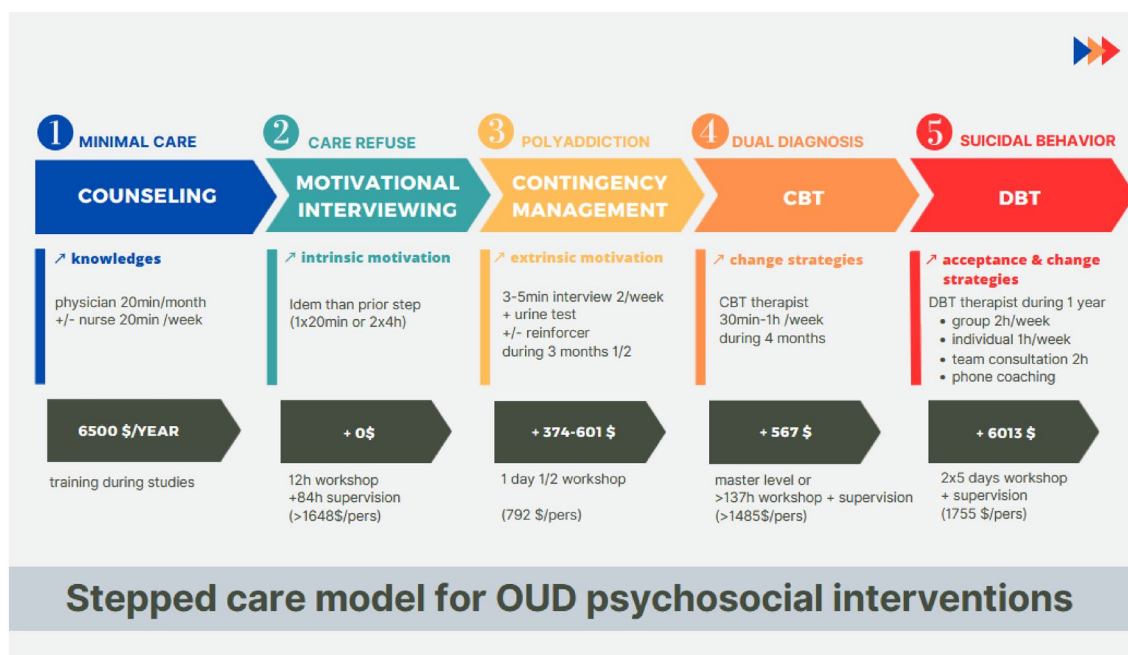 1 MINIMAL CARE
COUNSELING
↗ knowledges
physician 20min/month
+/- nurse 20min /week
6500 $/YEAR
training during studies
2 CARE REFUSE
MOTIVATIONAL
INTERVIEWING
↗ intrinsic motivation
Idem than prior step
(1x20min or 2x4h)
+ 0$
12h workshop
+84h supervision
(>1648$/pers)
3 POLYADDICTION
CONTINGENCY
MANAGEMENT
↗ extrinsic motivation
3-5min interview 2/week
+ urine test
+/- reinforcer
during 3 months 1/2
+ 374-601 $
1 day 1/2 workshop
(792 $/pers)
4 DUAL DIAGNOSIS
CBT
↗ change strategies
CBT therapist
30min-1h /week
during 4 months
+ 567 $
master level or
>137h workshop + supervision
(>1485$/pers)
5 SUICIDAL BEHAVIOR
DBT
↗ acceptance & change
strategies
DBT therapist during 1 year
• group 2h/week
• individual 1h/week
• team consultation 2h
• phone coaching
+ 6013 $
2x5 days workshop
+ supervision
(1755 $/pers)
Stepped care model for OUD psychosocial interventions